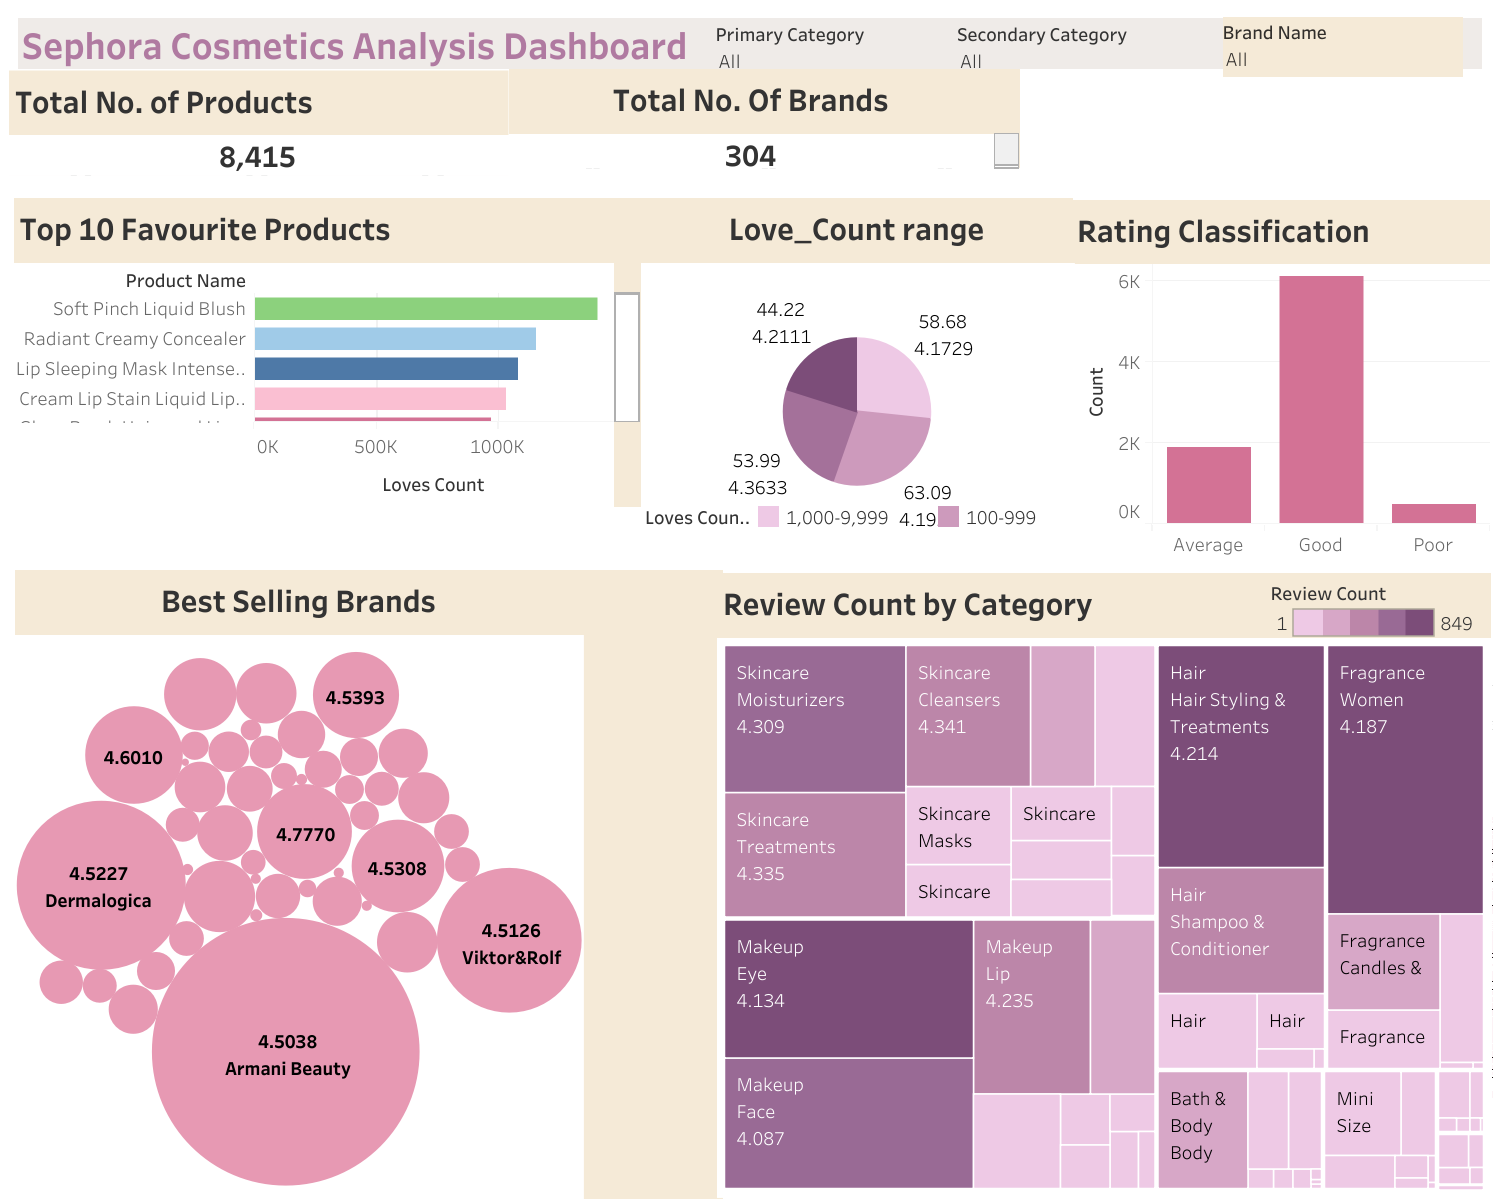 Sephora Cosmetics Analysis Dashboard
Primary Category
All
Secondary Category
All
Brand Name
All
Total No. of Products
8,415
Total No. Of Brands
304
Top 10 Favourite Products
Product Name
Soft Pinch Liquid Blush
Radiant Creamy Concealer
Lip Sleeping Mask Intense..
Cream Lip Stain Liquid Lip..
0K
500K
1000K
Loves Count
Love_Count range
44.22
4.2111
58.68
4.1729
53.99
4.3633
63.09
4.19
Loves Coun..
1,000-9,999
100-999
Rating Classification
Count
6K
4K
2K
0K
Average
Good
Poor
Best Selling Brands
4.5393
4.6010
4.7770
4.5308
4.5227
Dermalogica
4.5126
Viktor&Rolf
4.5038
Armani Beauty
Review Count by Category
Review Count
1
849
Skincare
Moisturizers
4.309
Skincare
Cleansers
4.341
Skincare
Treatments
4.335
Skincare
Masks
Skincare
Skincare
Makeup
Eye
4.134
Makeup
Lip
4.235
Makeup
Face
4.087
Hair
Hair Styling &
Treatments
4.214
Hair
Shampoo &
Conditioner
Hair
Hair
Fragrance
Women
4.187
Fragrance
Candles &
Fragrance
Bath &
Body
Body
Mini
Size